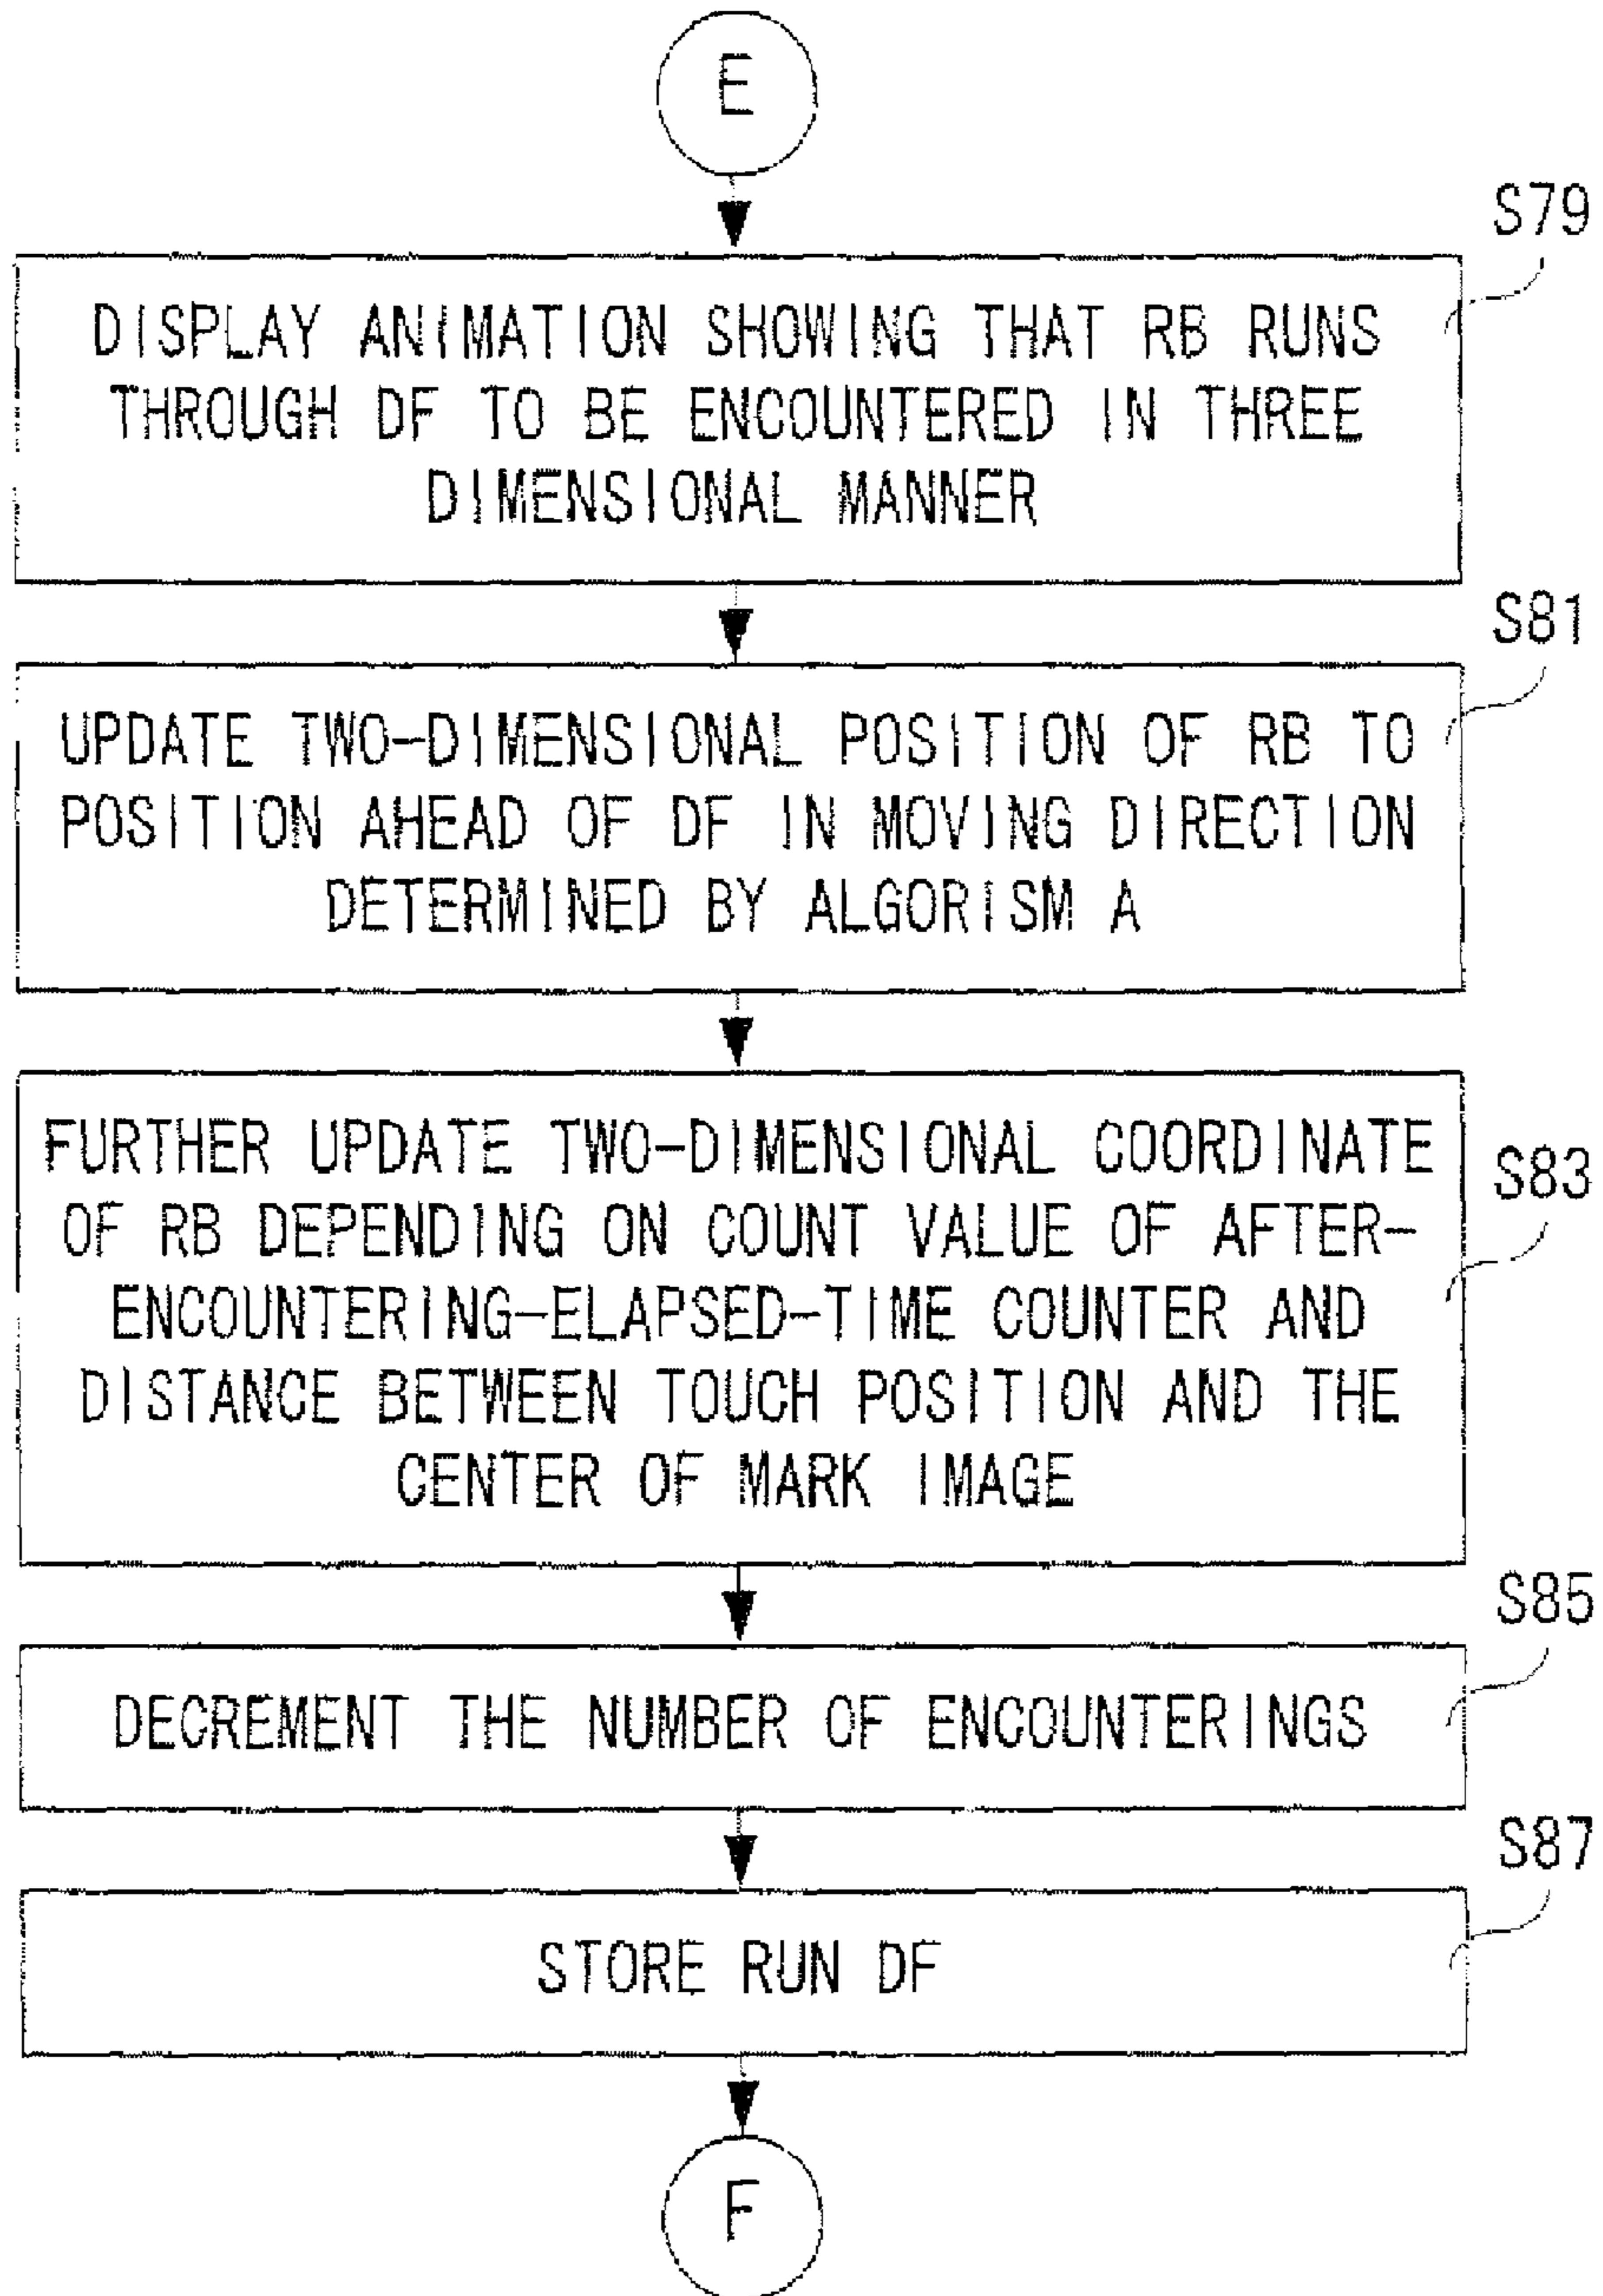 E
S79
DISPLAY ANIMATION SHOWING THAT RB RUNS
THROUGH DF TO BE ENCOUNTERED IN THREE
DIMENSIONAL MANNER
S81
UPDATE TWO-DIMENSIONAL POSITION OF RB TO
POSITION AHEAD OF DF IN MOVING DIRECTION
DETERMINED BY ALGORISM A
S83
FURTHER UPDATE TWO-DIMENSIONAL COORDINATE
OF RB DEPENDING ON COUNT VALUE OF AFTER-
ENCOUNTERING-ELAPSED-TIME COUNTER AND
DISTANCE BETWEEN TOUCH POSITION AND THE
CENTER OF MARK IMAGE
S85
DECREMENT THE NUMBER OF ENCOUNTERINGS
S87
STORE RUN DF
F